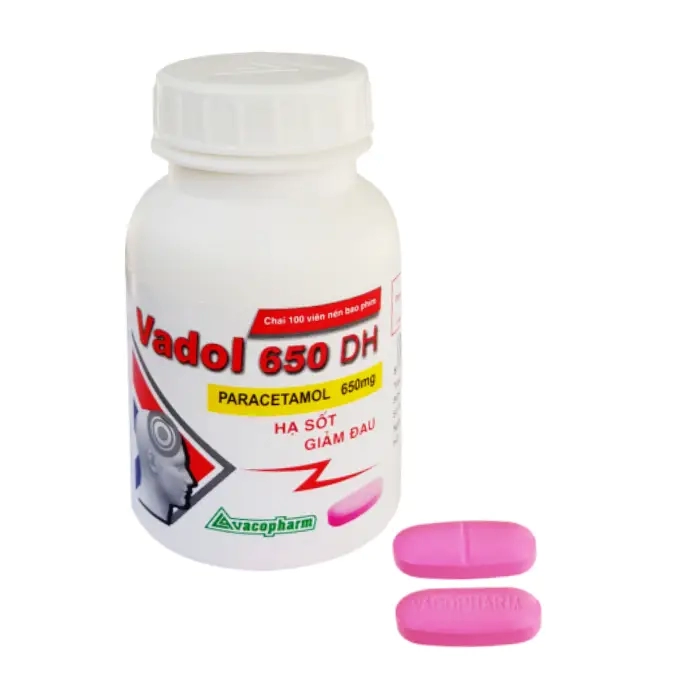 Chai 100 viên nén bao phim
Vadol 650 DH
PARACETAMOL 650mg
HẠ SỐT
GIẢM ĐAU
vacopharm
VACOPHARM